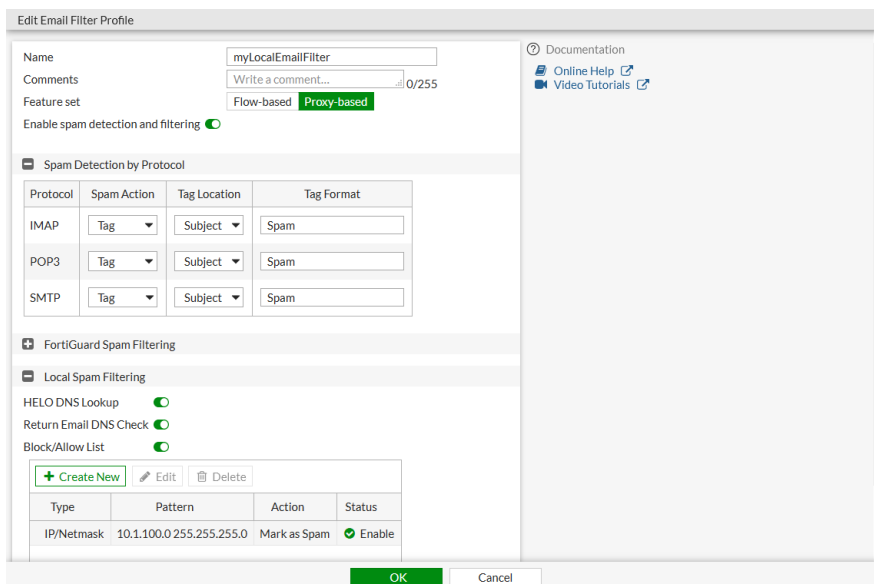 Edit Email Filter Profile
Name myLocalEmailFilter
Comments Write a comment... 0/255
Feature set Flow-based Proxy-based
Enable spam detection and filtering
Spam Detection by Protocol
Protocol Spam Action Tag Location Tag Format
IMAP Tag Subject Spam
POP3 Tag Subject Spam
SMTP Tag Subject Spam
FortiGuard Spam Filtering
Local Spam Filtering
HELO DNS Lookup
Return Email DNS Check
Block/Allow List
+ Create New Edit Delete
Type Pattern Action Status
IP/Netmask 10.1.100.0 255.255.255.0 Mark as Spam Enable
OK Cancel
? Documentation
Online Help
Video Tutorials